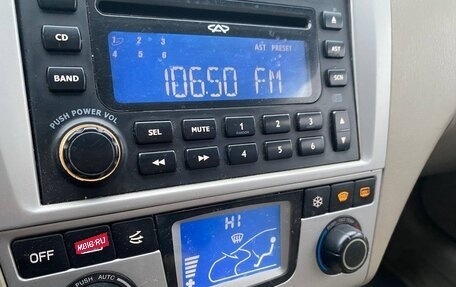 CD
BAND
PUSH POWER VOL
1 2 3
4 5 6
AST PRESET
106.50 FM
AST
SCN
SEL
MUTE
1
RANDOM
2
3
4
5
6
HI
OFF
PUSH
AUTO